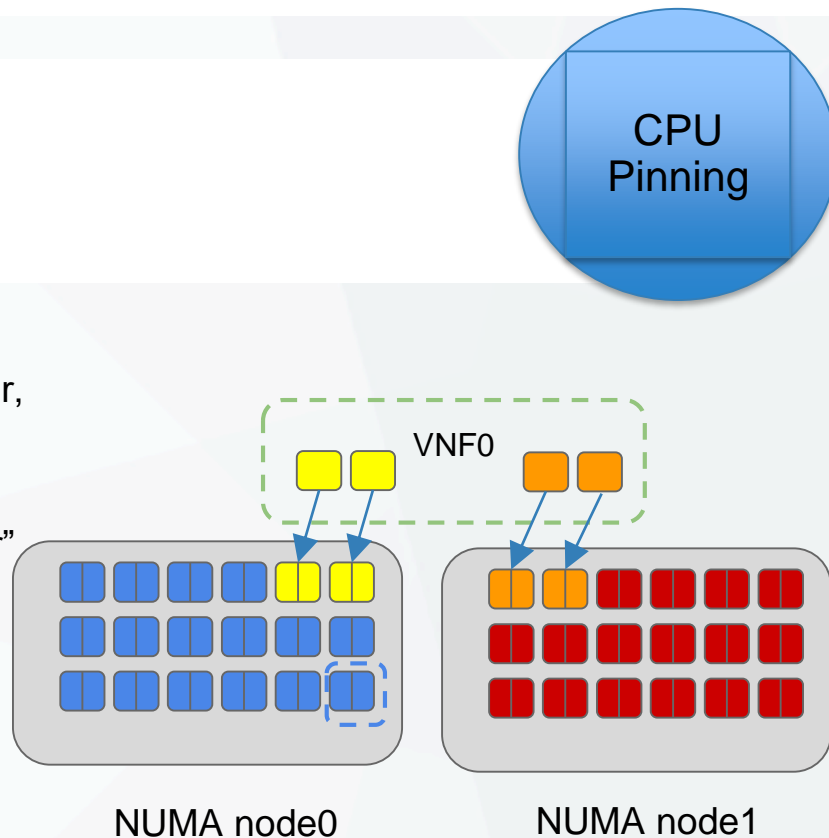 CPU
Pinning
r,
VNF0
”
NUMA node0
NUMA node1